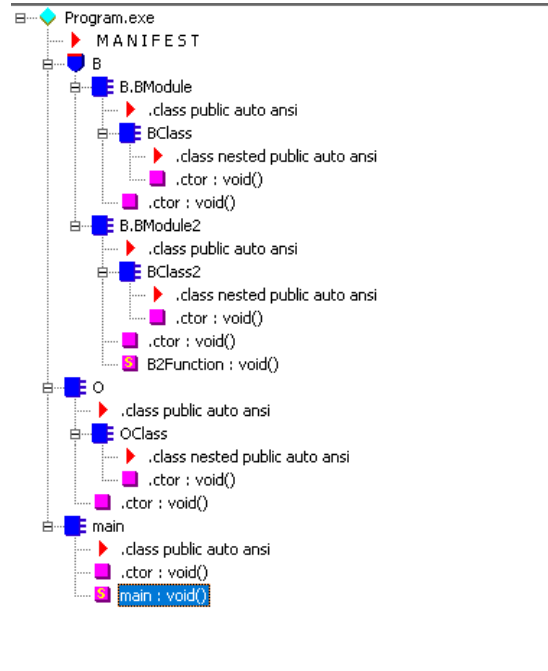 Program.exe
MANIFEST
B
B.BModule
.class public auto ansi
BClass
.class nested public auto ansi
.ctor : void()
.ctor : void()
B.BModule2
.class public auto ansi
BClass2
.class nested public auto ansi
.ctor : void()
.ctor : void()
S B2Function : void()
O
.class public auto ansi
OClass
.class nested public auto ansi
.ctor : void()
.ctor : void()
main
.class public auto ansi
.ctor : void()
S main : void()